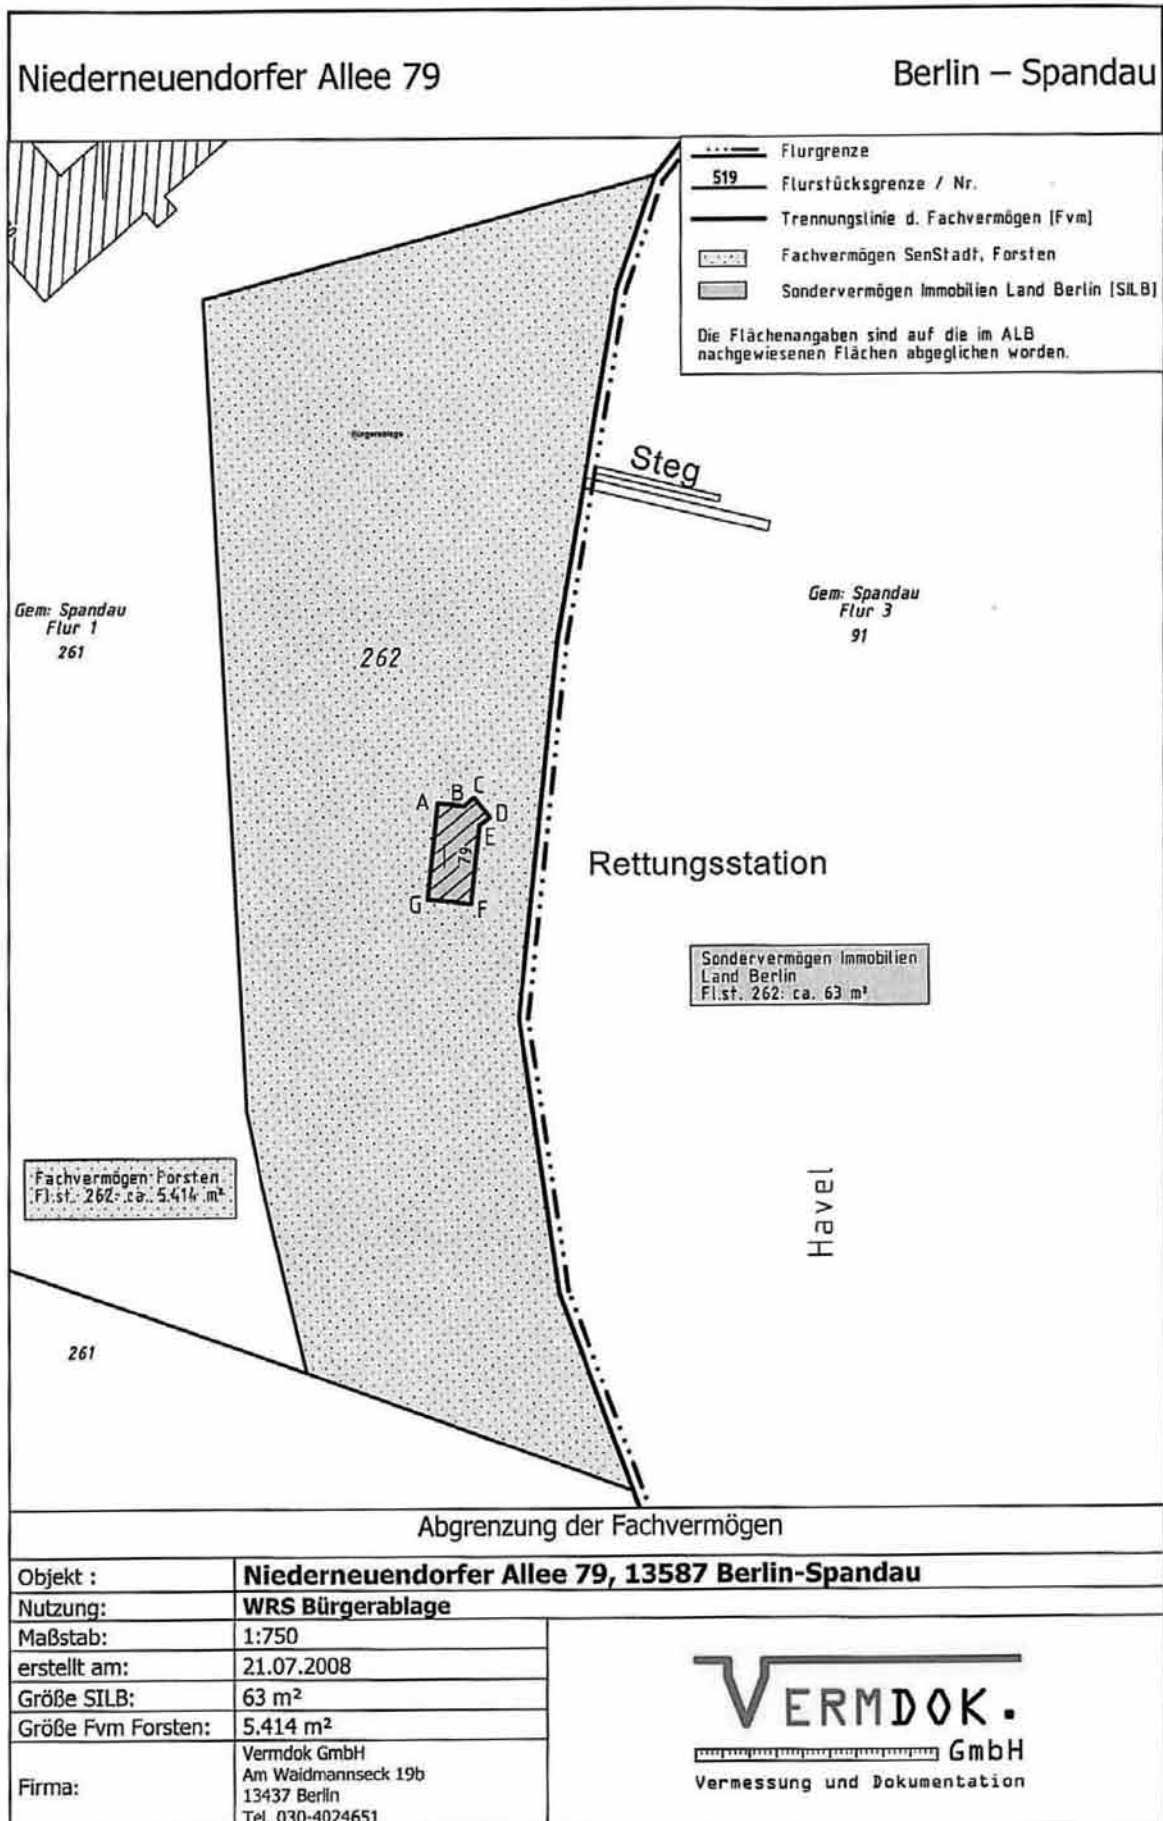 Niederneuendorfer Allee 79
Berlin – Spandau
Flurgrenze
519 Flurstücksgrenze / Nr.
Trennungslinie d. Fachvermögen [Fvm]
Fachvermögen SenStadt, Forsten
Sondervermögen Immobilien Land Berlin [SILB]
Die Flächenangaben sind auf die im ALB
nachgewiesenen Flächen abgeglichen worden.
Bürgerablage
Steg
Gem: Spandau
Flur 1
261
Gem: Spandau
Flur 3
91
262
A
B
C
D
E
F
G
79
Rettungsstation
Sondervermögen Immobilien
Land Berlin
Fl.st. 262: ca. 63 m²
Fachvermögen Forsten
Fl.st. 262: ca. 5.414 m²
Havel
261
Abgrenzung der Fachvermögen
Objekt : Niederneuendorfer Allee 79, 13587 Berlin-Spandau
Nutzung: WRS Bürgerablage
Maßstab: 1:750
erstellt am: 21.07.2008
Größe SILB: 63 m²
Größe Fvm Forsten: 5.414 m²
Firma: Vermdok GmbH
Am Waidmannseck 19b
13437 Berlin
Tel. 030-4024651
VERMDOK.
GmbH
Vermessung und Dokumentation